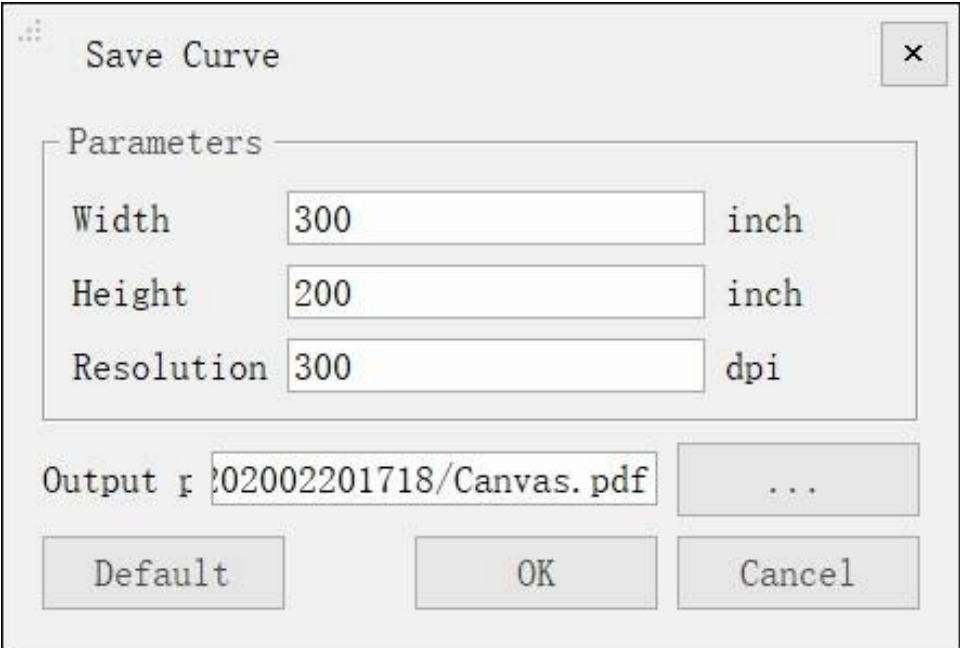 Save Curve ×
Parameters
Width 300 inch
Height 200 inch
Resolution 300 dpi
Output 202002201718/Canvas.pdf ...
Default OK Cancel